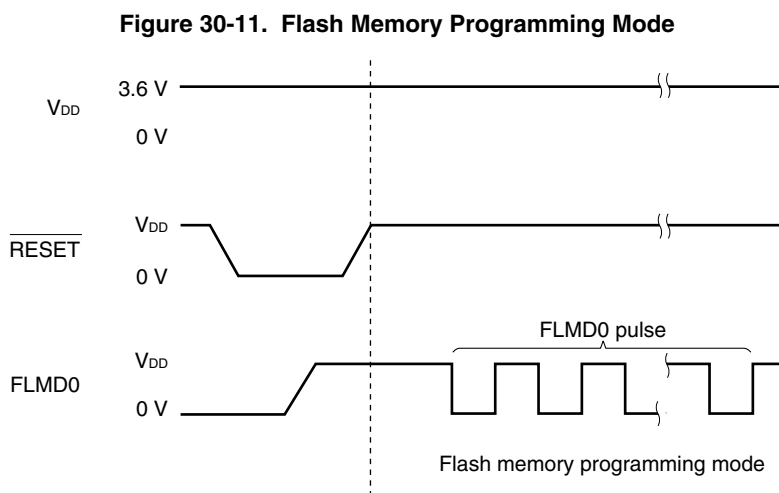 Figure 30-11. Flash Memory Programming Mode
3.6 V
VDD
0 V
VDD
RESET
0 V
FLMD0 pulse
VDD
FLMD0
0 V
Flash memory programming mode